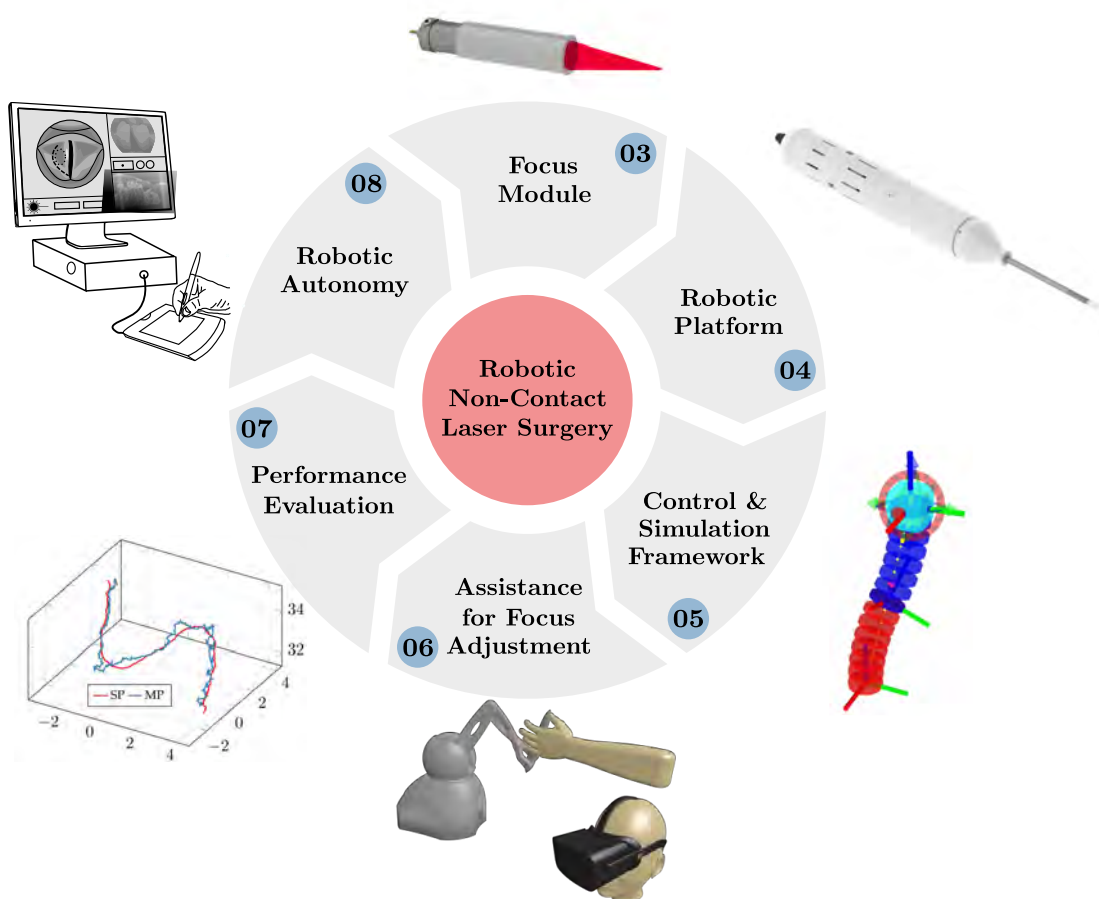 03
Focus
Module
04
Robotic
Platform
05
Control &
Simulation
Framework
06
Assistance
for Focus
Adjustment
07
Performance
Evaluation
08
Robotic
Autonomy
Robotic
Non-Contact
Laser Surgery
34
32
4
2
0
−2
−2
0
2
4
SP MP